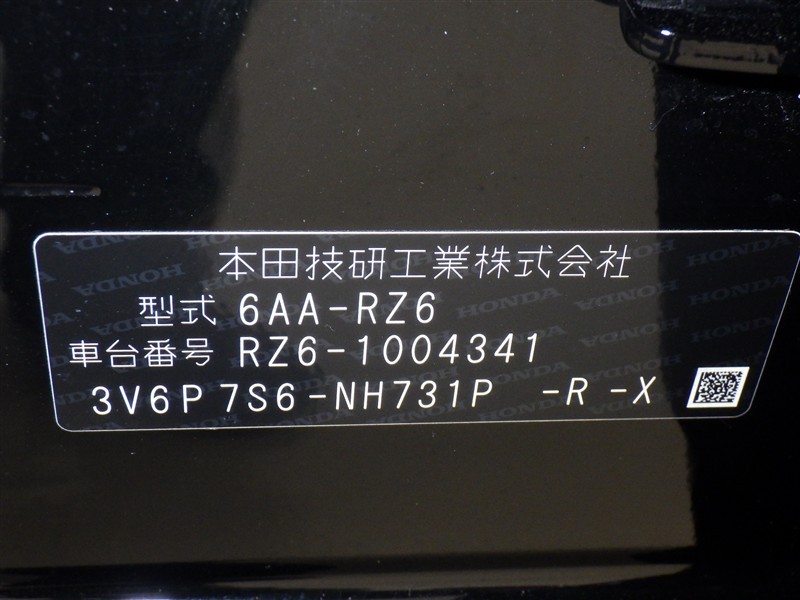 本田技研工業株式会社
型式 6AA-RZ6
車台番号 RZ6-1004341
3V6P 7S6-NH731P -R -X